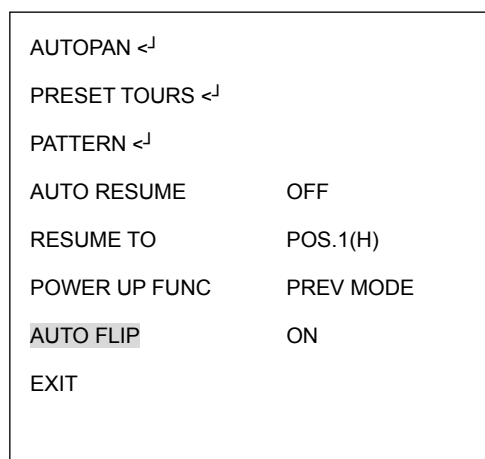 AUTOPAN <┘
PRESET TOURS <┘
PATTERN <┘
AUTO RESUME OFF
RESUME TO POS.1(H)
POWER UP FUNC PREV MODE
AUTO FLIP ON
EXIT